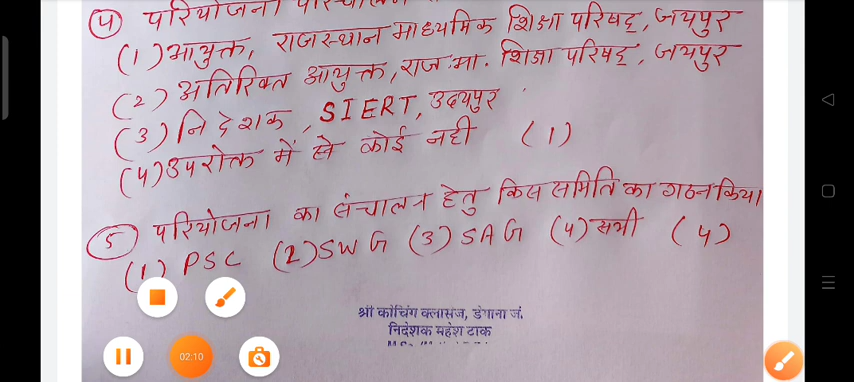 (4) परियोजना
(1) आयुक्त, राजस्थान माध्यमिक शिक्षा परिषद्, जयपुर
(2) अतिरिक्त आयुक्त, राज. मा. शिक्षा परिषद्, जयपुर
(3) निदेशक, SIERT, उदयपुर
(4) उपरोक्त में से कोई नही (1)
(5) परियोजना का संचालन हेतु किस समिति का गठन किया।
(1) PSC (2) SWG (3) SAG (4) सभी (4)
श्री कोचिंग क्लासेज, डेगाना जं.
निदेशक महेश टाक
02:10